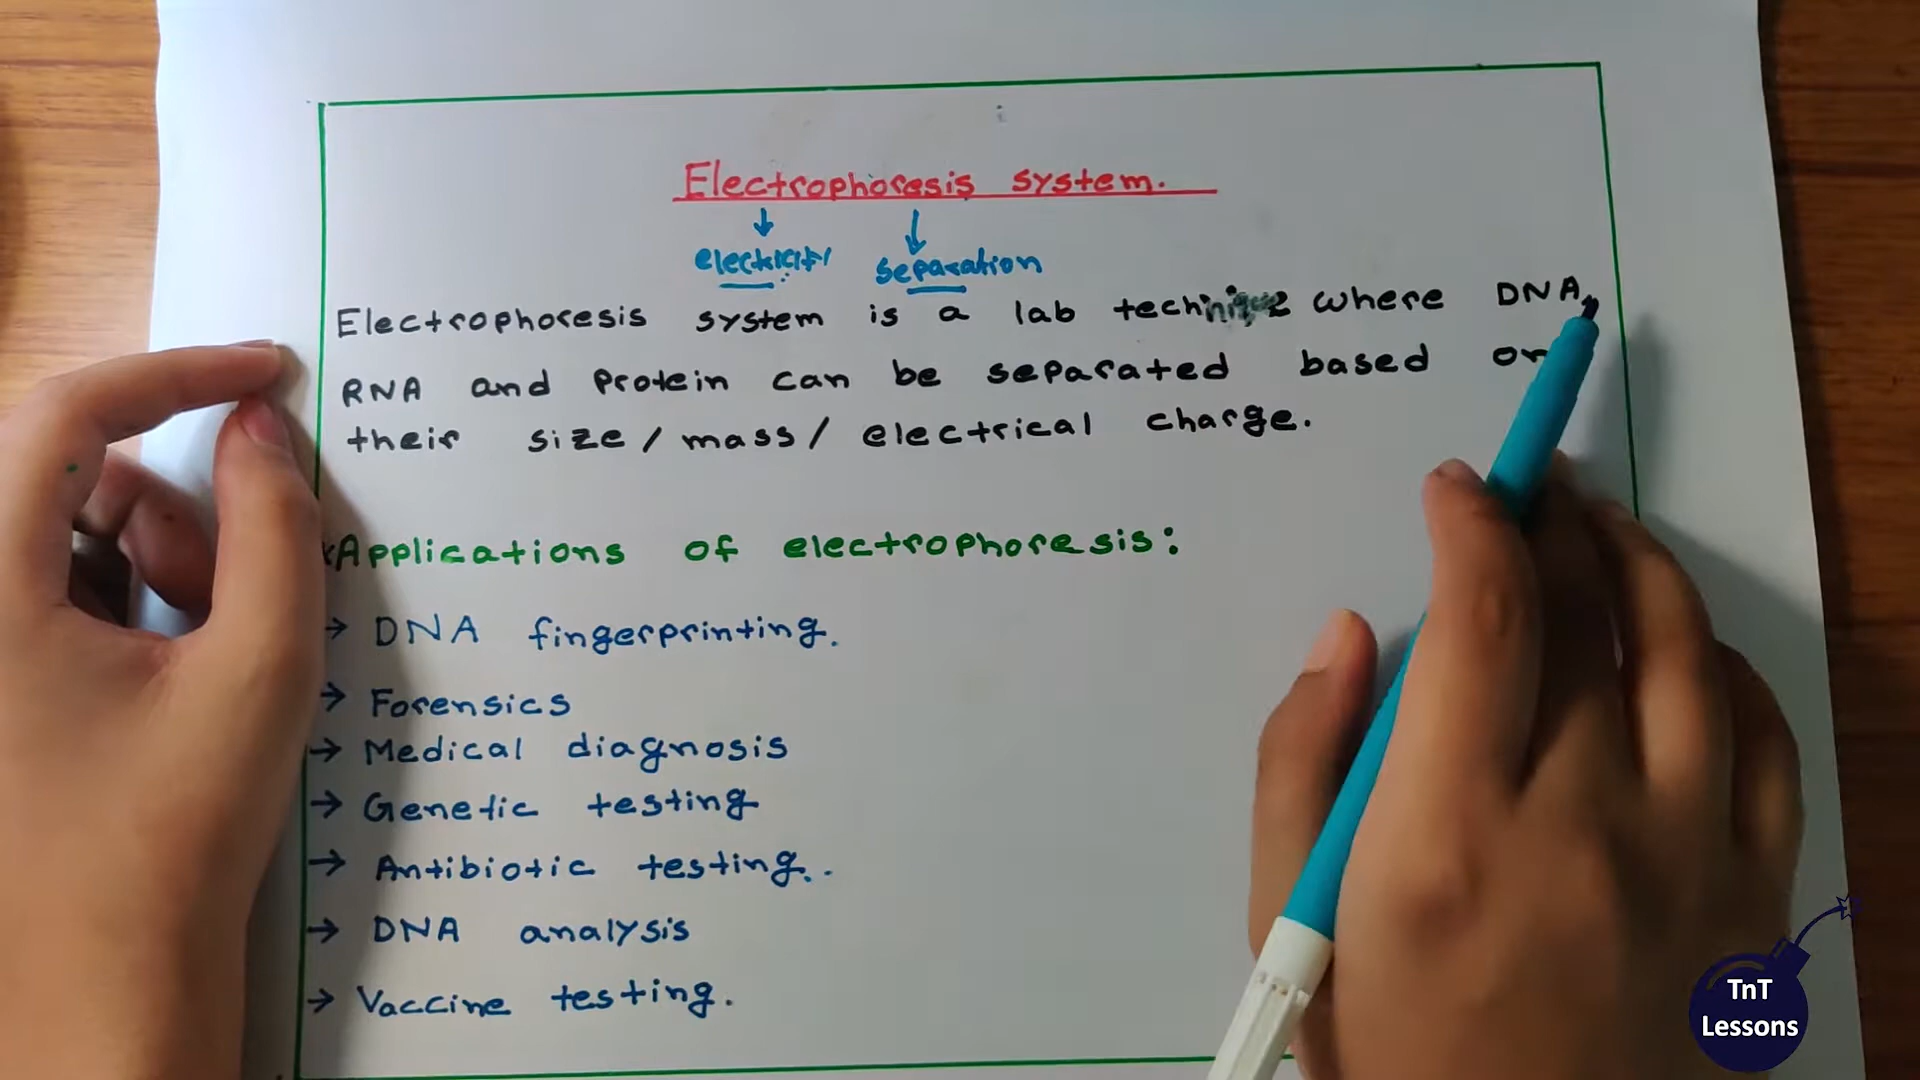 Electrophoresis system.
electricity separation
Electrophoresis system is a lab technique where DNA,
RNA and Protein can be separated based on
their size / mass / electrical charge.
Applications of electrophoresis:
→ DNA fingerprinting.
→ Forensics
→ Medical diagnosis
→ Genetic testing
→ Antibiotic testing..
→ DNA analysis
→ Vaccine testing.
TnT
Lessons